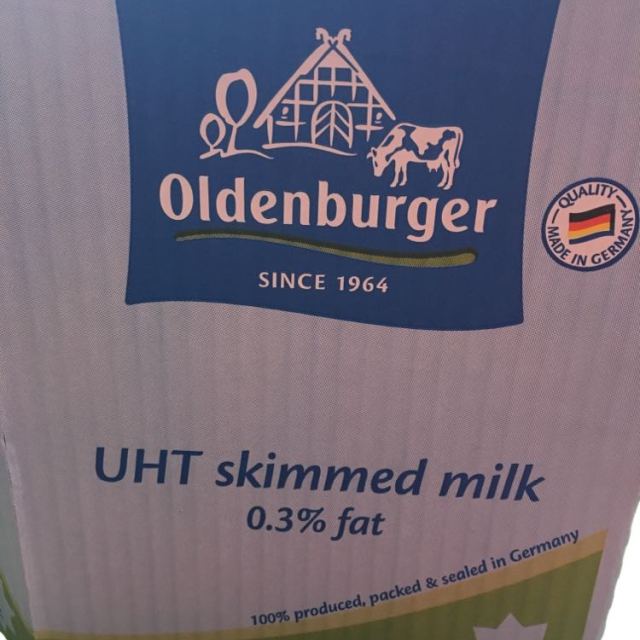 Oldenburger
SINCE 1964
QUALITY
MADE IN GERMANY
UHT skimmed milk
0.3% fat
100% produced, packed & sealed in Germany